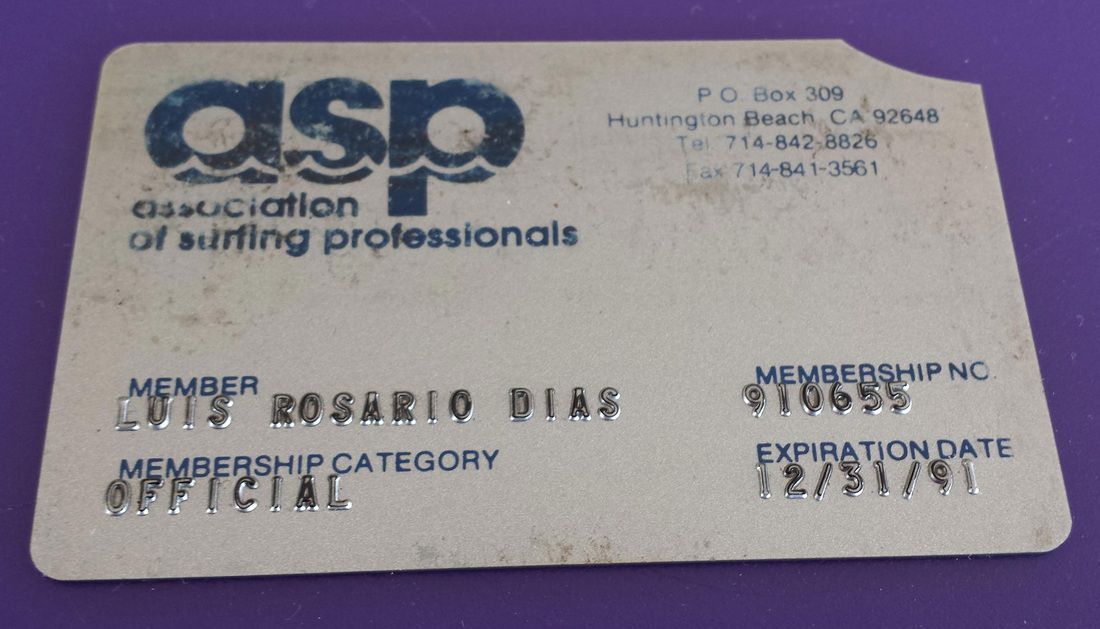 asp
association
of surfing professionals
P.O. Box 309
Huntington Beach, CA 92648
Tel. 714-842-8826
Fax 714-841-3561
MEMBER
LUIS ROSARIO DIAS
MEMBERSHIP NO.
910655
MEMBERSHIP CATEGORY
OFFICIAL
EXPIRATION DATE
12/31/91